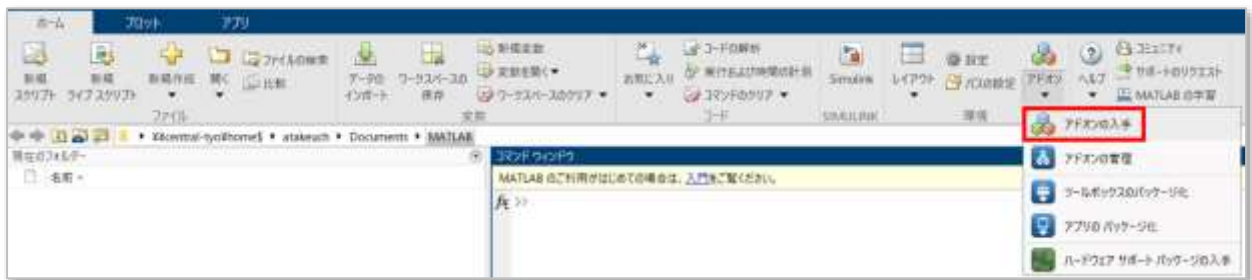 ホーム プロット アプリ
新規 スクリプト
新規 ライブ スクリプト
新規作成
開く
ファイルの検索
比較
データの インポート
ワークスペースの 保存
新規変数
変数を開く
ワークスペースのクリア
お気に入り
コードの解析
実行および時間の計測
コマンドのクリア
Simulink
レイアウト
設定
パスの設定
アドオン
ヘルプ
コミュニティ
サポートのリクエスト
MATLAB の学習
ファイル 変数 コード SIMULINK 環境
atakeuch Documents MATLAB
現在のフォルダー
名前
コマンド ウィンドウ
MATLAB のご利用がはじめての場合は、入門をご覧ください。
fx >>
アドオンの入手
アドオンの管理
ツールボックスのパッケージ化
アプリの パッケージ化
ハードウェア サポート パッケージの入手